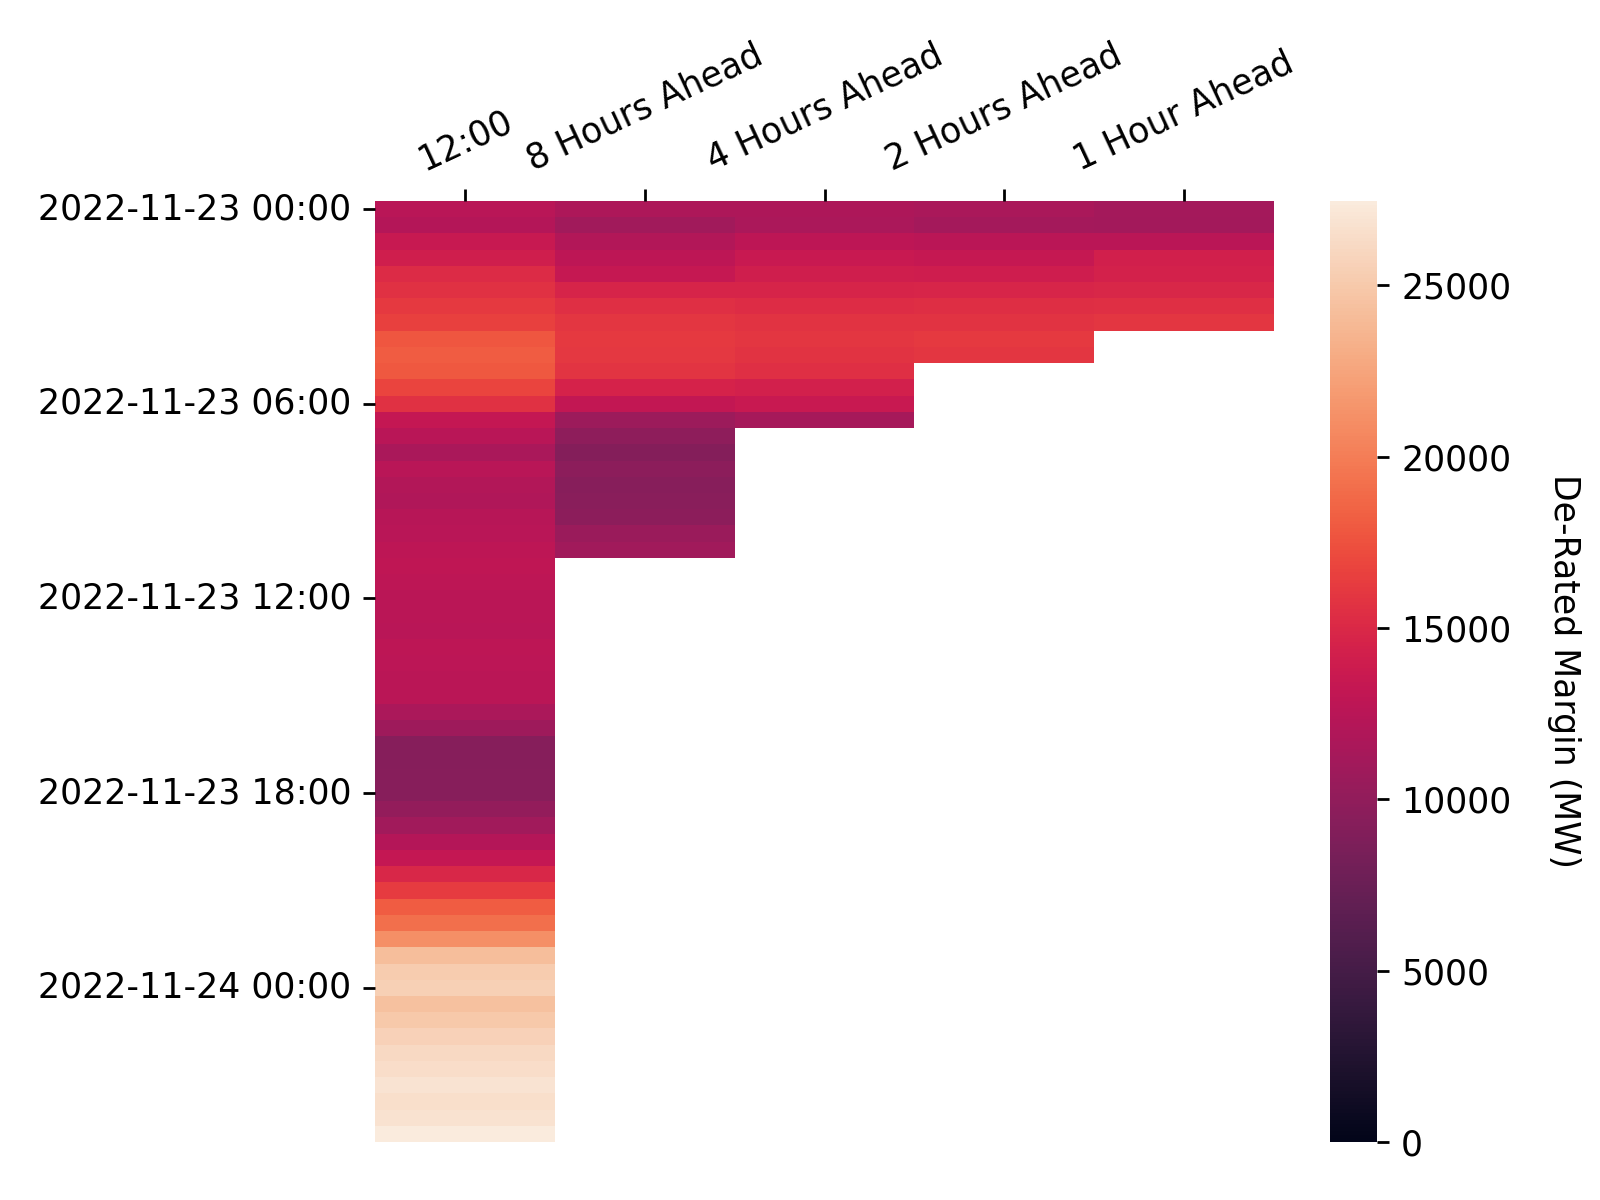 12:00
8 Hours Ahead
4 Hours Ahead
2 Hours Ahead
1 Hour Ahead
2022-11-23 00:00
2022-11-23 06:00
2022-11-23 12:00
2022-11-23 18:00
2022-11-24 00:00
25000
20000
15000
10000
5000
0
De-Rated Margin (MW)